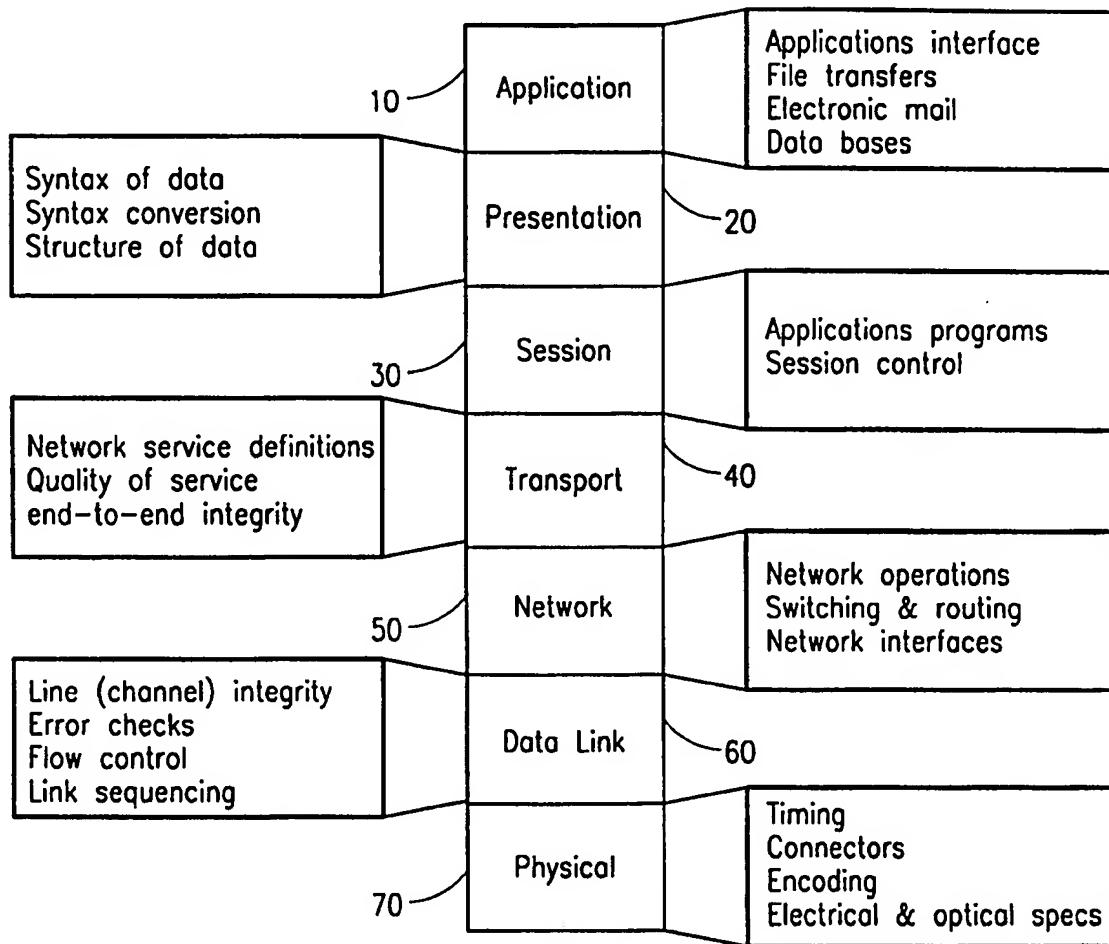 Application
10
Applications interface
File transfers
Electronic mail
Data bases
Syntax of data
Syntax conversion
Structure of data
Presentation
20
Session
30
Applications programs
Session control
Network service definitions
Quality of service
end-to-end integrity
Transport
40
Network
50
Network operations
Switching & routing
Network interfaces
Line (channel) integrity
Error checks
Flow control
Link sequencing
Data Link
60
Physical
70
Timing
Connectors
Encoding
Electrical & optical specs